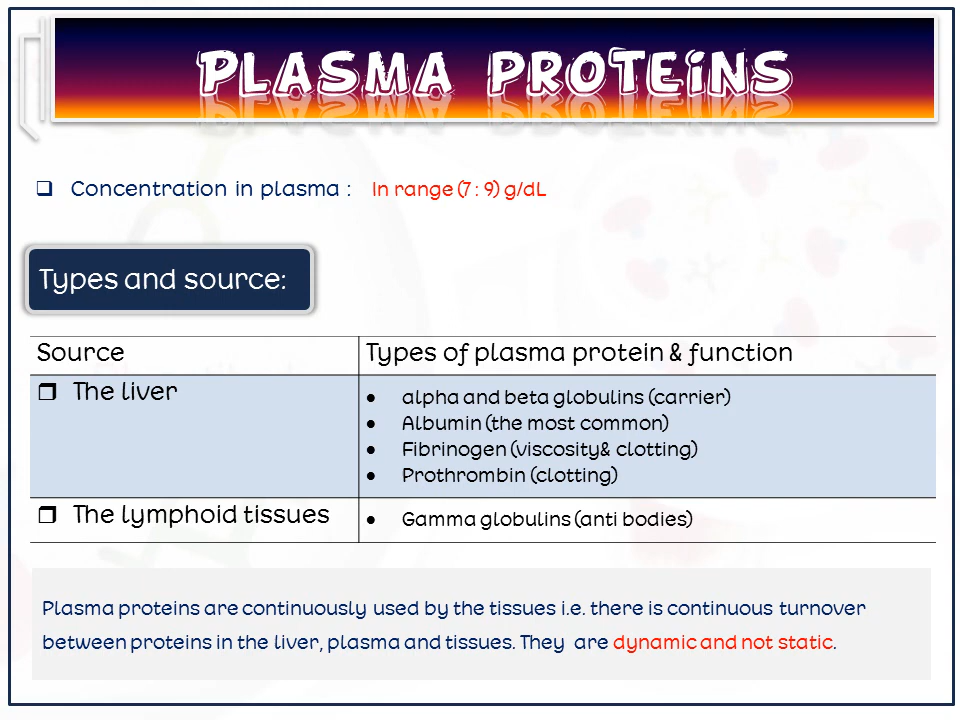 PLASMA PROTEINS
Concentration in plasma : In range (7 : 9) g/dL
Types and source:
Source Types of plasma protein & function
The liver
• alpha and beta globulins (carrier)
• Albumin (the most common)
• Fibrinogen (viscosity& clotting)
• Prothrombin (clotting)
The lymphoid tissues • Gamma globulins (anti bodies)
Plasma proteins are continuously used by the tissues i.e. there is continuous turnover
between proteins in the liver, plasma and tissues. They are dynamic and not static.